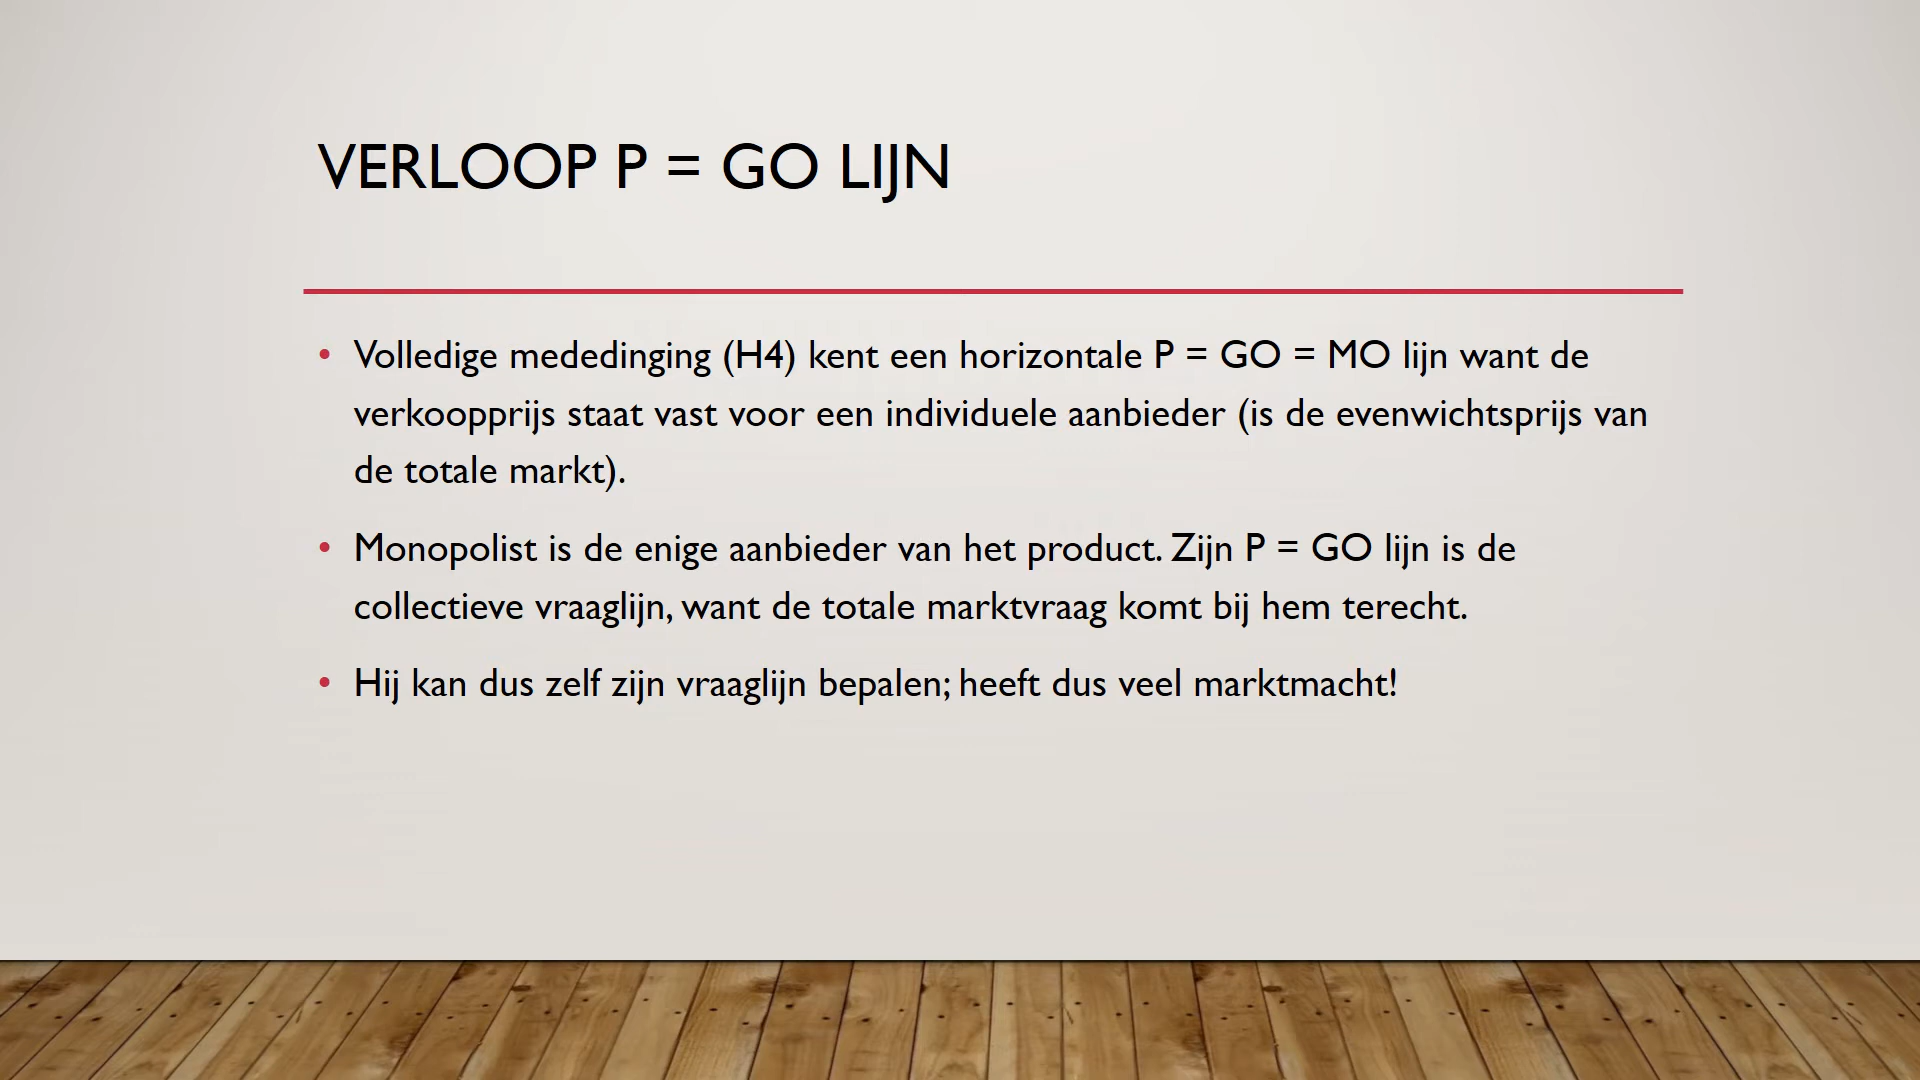 VERLOOP P = GO LIJN
• Volledige mededinging (H4) kent een horizontale P = GO = MO lijn want de
verkoopprijs staat vast voor een individuele aanbieder (is de evenwichtsprijs van
de totale markt).
• Monopolist is de enige aanbieder van het product. Zijn P = GO lijn is de
collectieve vraaglijn, want de totale marktvraag komt bij hem terecht.
• Hij kan dus zelf zijn vraaglijn bepalen; heeft dus veel marktmacht!